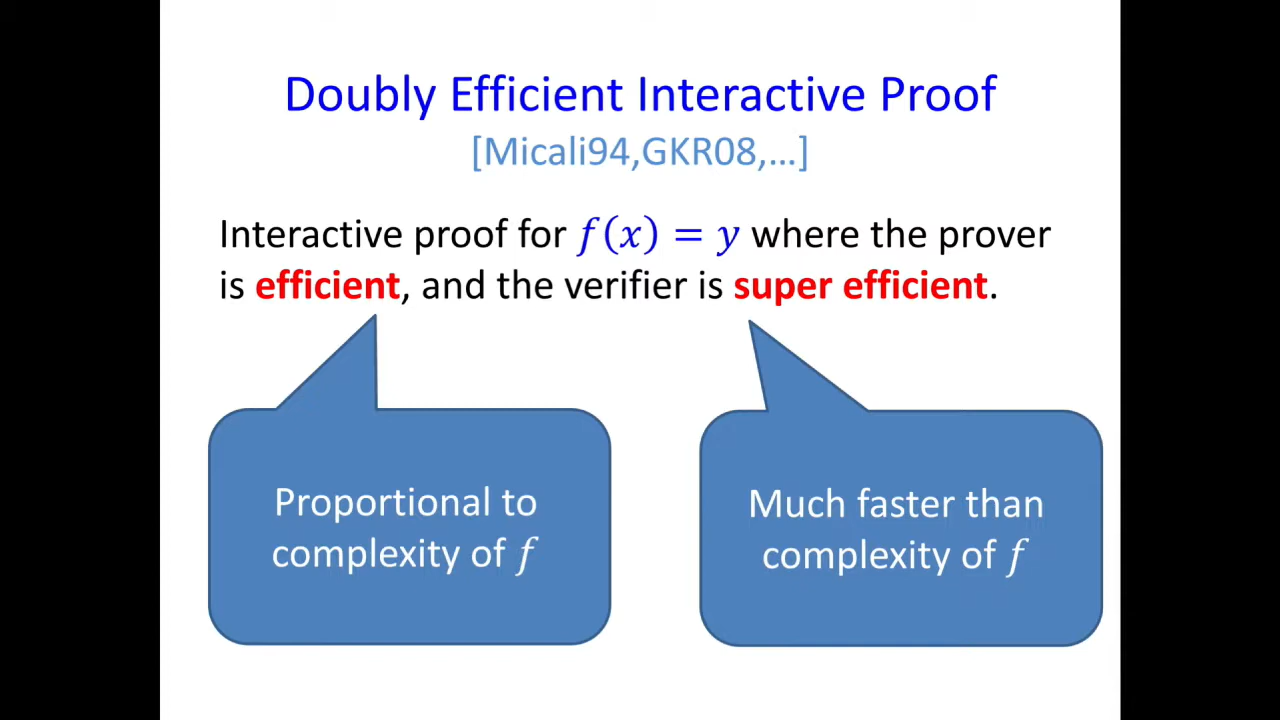 Doubly Efficient Interactive Proof
[Micali94,GKR08,...]
Interactive proof for f(x) = y where the prover
is efficient, and the verifier is super efficient.
Proportional to
complexity of f
Much faster than
complexity of f